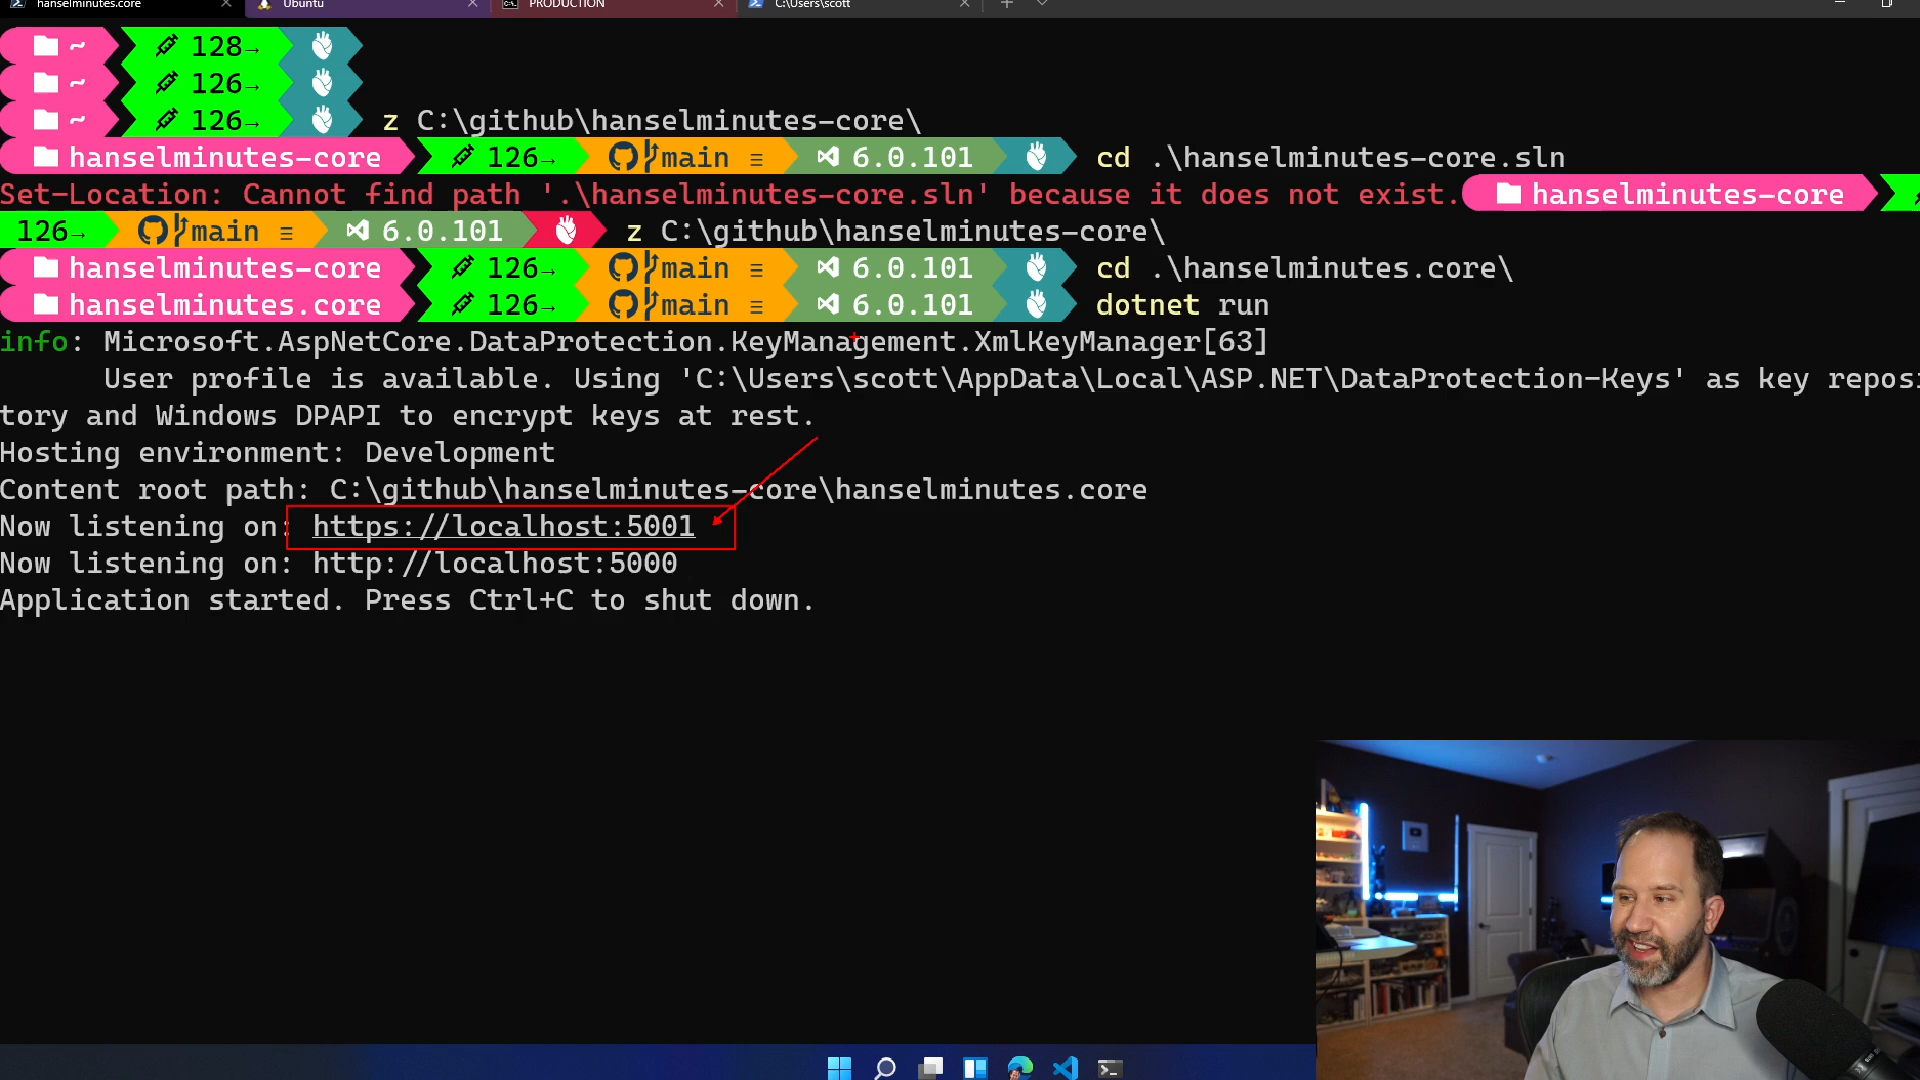 hanselminutes.core Ubuntu PRODUCTION C:\Users\scott
~ 128→
~ 126→
~ 126→ z C:\github\hanselminutes-core\
hanselminutes-core 126→ main ≡ 6.0.101 cd .\hanselminutes-core.sln
Set-Location: Cannot find path '.\hanselminutes-core.sln' because it does not exist. hanselminutes-core
126→ main ≡ 6.0.101 z C:\github\hanselminutes-core\
hanselminutes-core 126→ main ≡ 6.0.101 cd .\hanselminutes.core\
hanselminutes.core 126→ main ≡ 6.0.101 dotnet run
info: Microsoft.AspNetCore.DataProtection.KeyManagement.XmlKeyManager[63]
User profile is available. Using 'C:\Users\scott\AppData\Local\ASP.NET\DataProtection-Keys' as key reposi
tory and Windows DPAPI to encrypt keys at rest.
Hosting environment: Development
Content root path: C:\github\hanselminutes-core\hanselminutes.core
Now listening on: https://localhost:5001
Now listening on: http://localhost:5000
Application started. Press Ctrl+C to shut down.